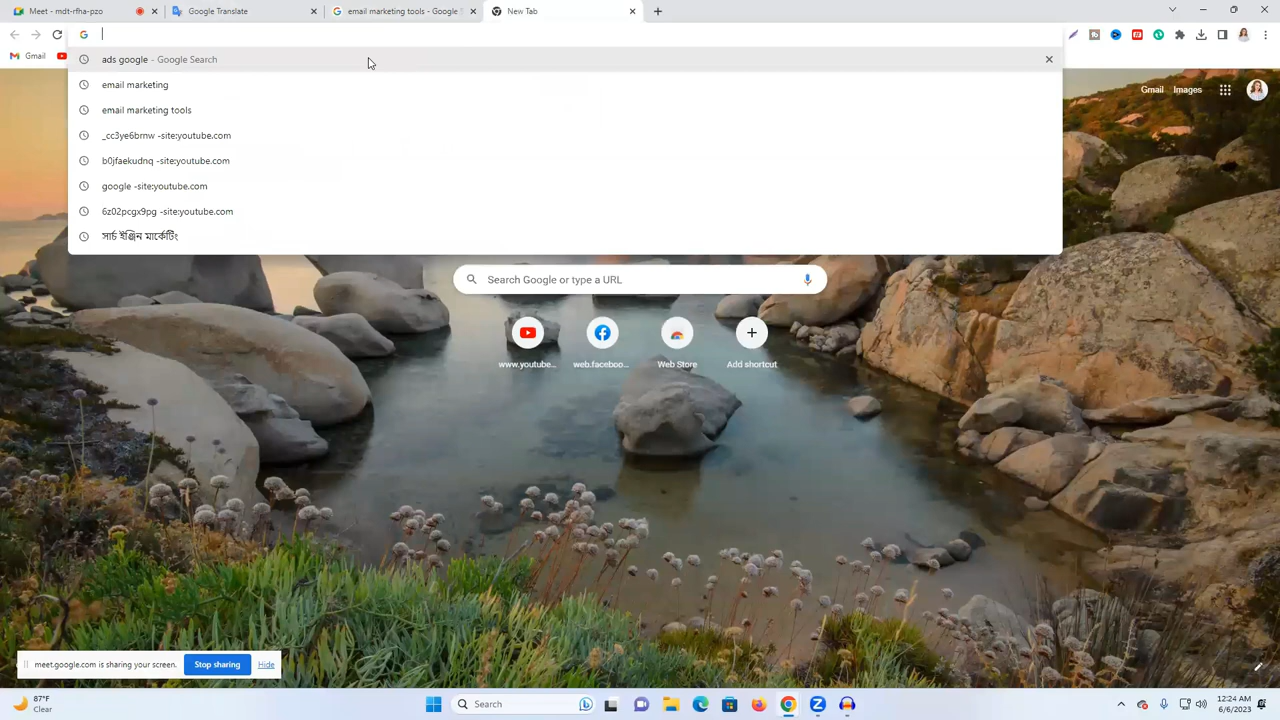 Meet - mdt-rfha-pzo
Google Translate
email marketing tools - Google S
New Tab
Gmail
ads google - Google Search
email marketing
email marketing tools
_cc3ye6brnw -site:youtube.com
b0jfaekudnq -site:youtube.com
google -site:youtube.com
6z02pcgx9pg -site:youtube.com
সার্চ ইঞ্জিন মার্কেটিং
Gmail Images
Search Google or type a URL
www.youtube...
web.faceboo...
Web Store
Add shortcut
meet.google.com is sharing your screen.
Stop sharing
Hide
87°F
Clear
Search
12:24 AM
6/6/2023